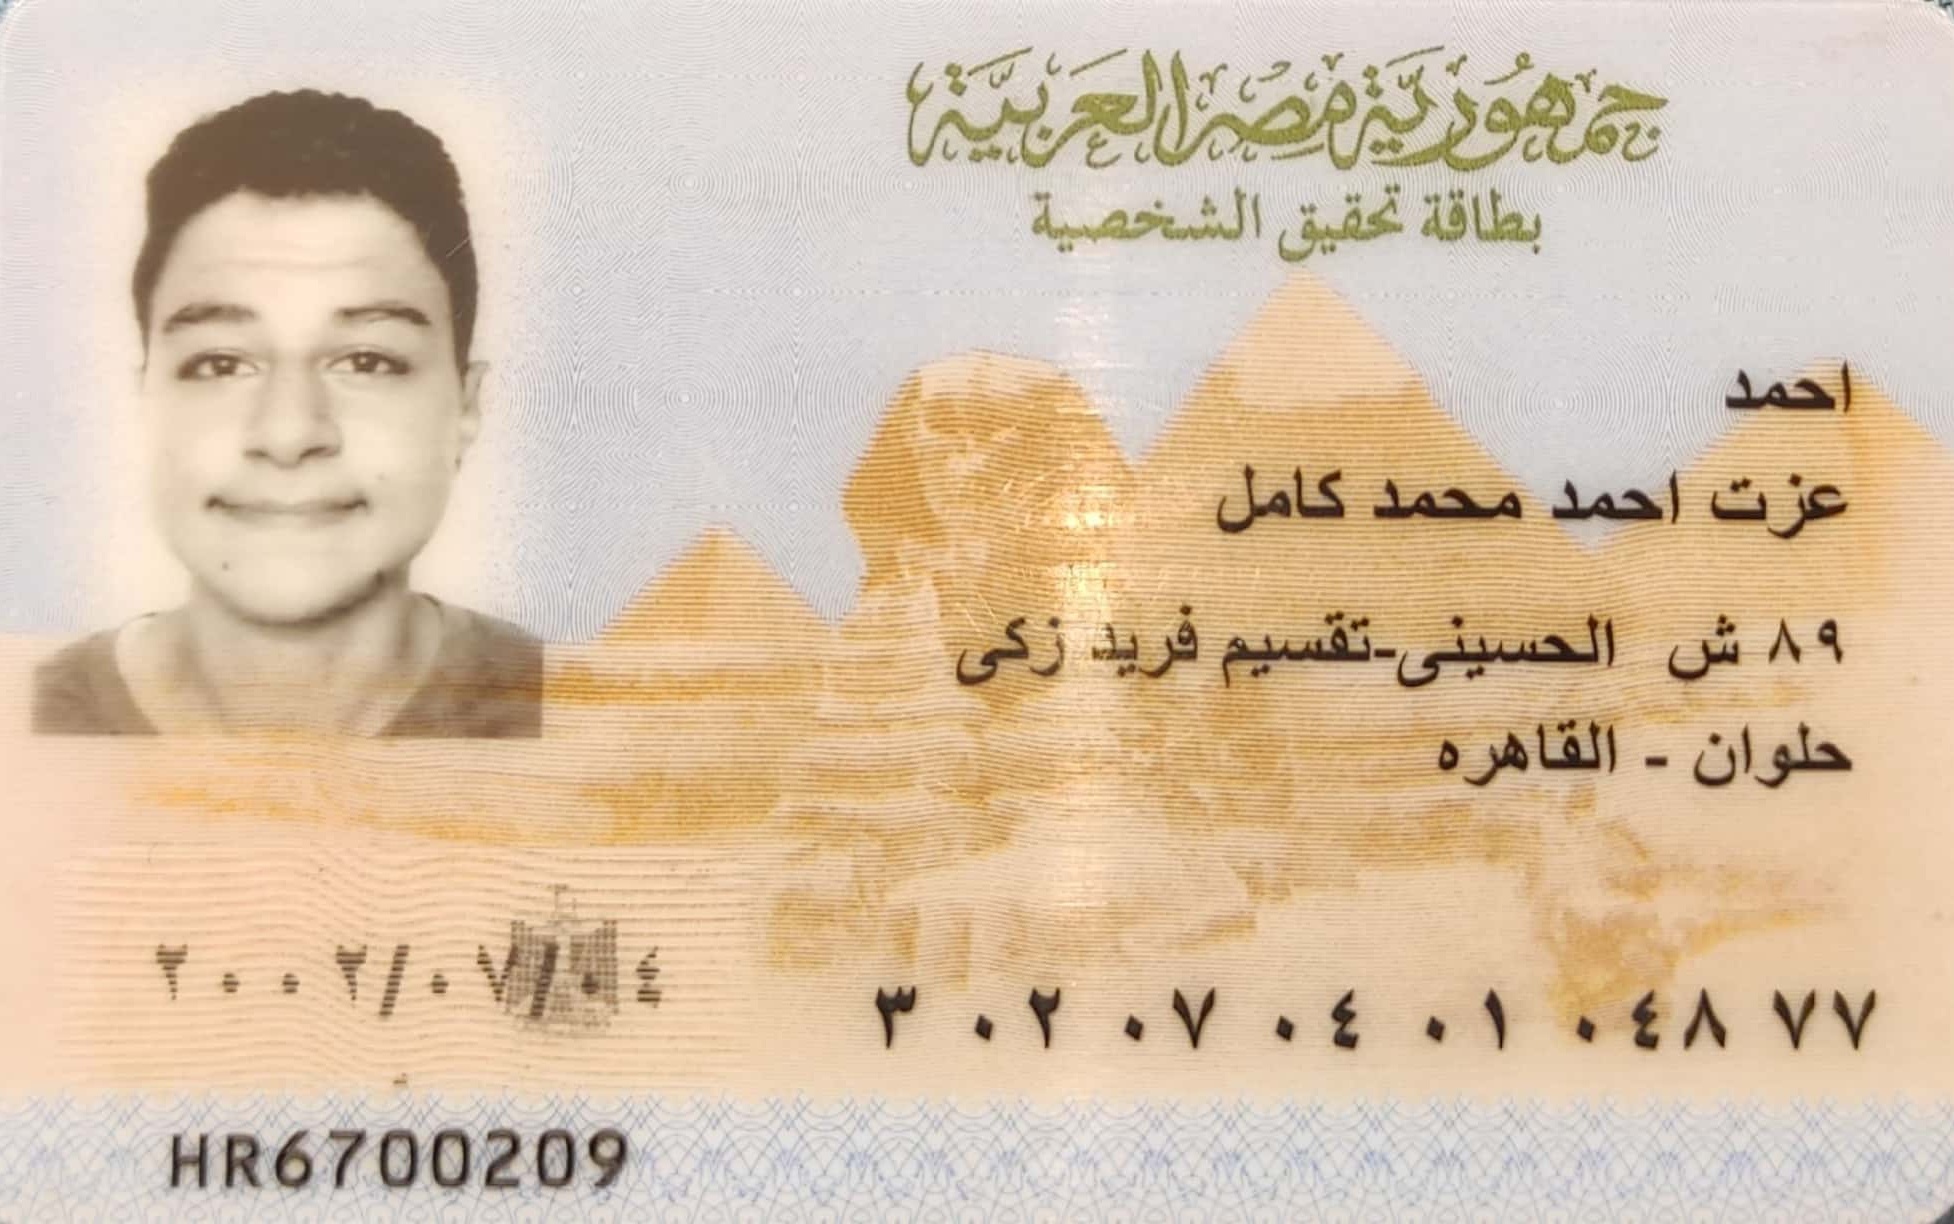 جمهورية مصر العربية
بطاقة تحقيق الشخصية
احمد
عزت احمد محمد كامل
٨٩ ش الحسينى-تقسيم فريد زكى
حلوان - القاهره
٢٠٠٢/٠٧/٠٤
٣٠٢٠٧٠٤٠١٠٤٨٧٧
HR6700209